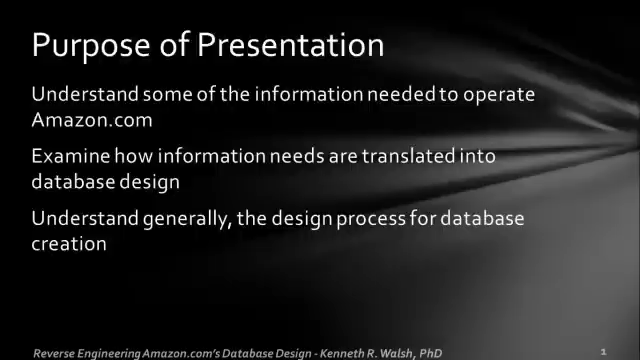 Purpose of Presentation
Understand some of the information needed to operate
Amazon.com
Examine how information needs are translated into
database design
Understand generally, the design process for database
creation
Reverse Engineering Amazon.com's Database Design - Kenneth R. Walsh, PhD
1